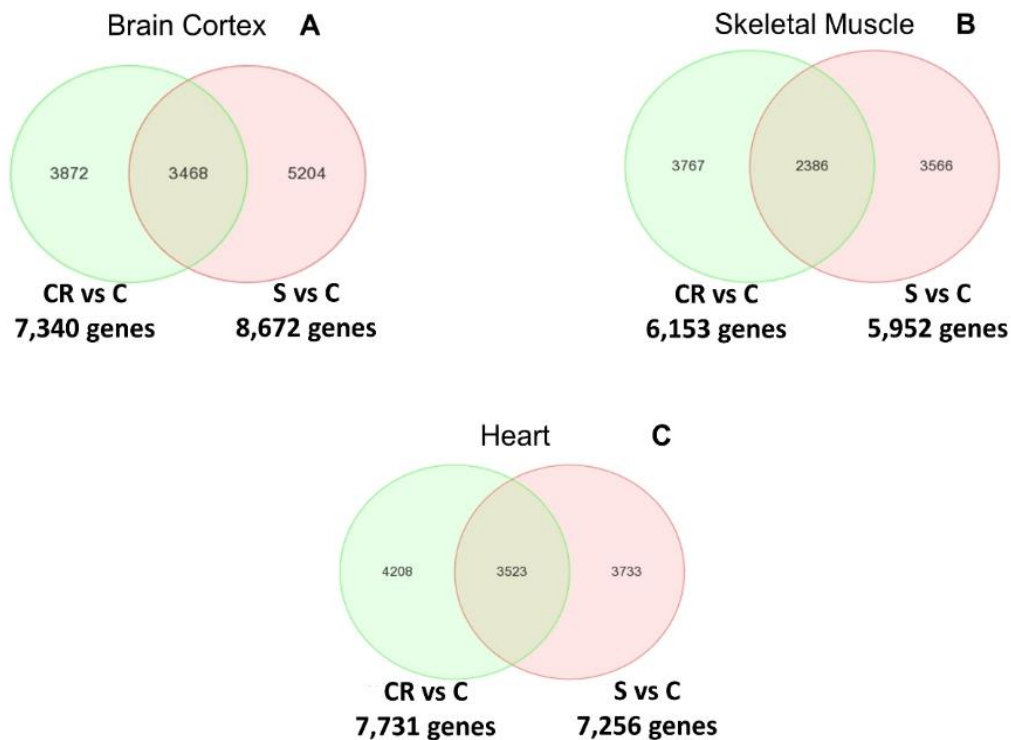 Brain Cortex A
3872 3468 5204
CR vs C S vs C
7,340 genes 8,672 genes
Skeletal Muscle B
3767 2386 3566
CR vs C S vs C
6,153 genes 5,952 genes
Heart C
4208 3523 3733
CR vs C S vs C
7,731 genes 7,256 genes